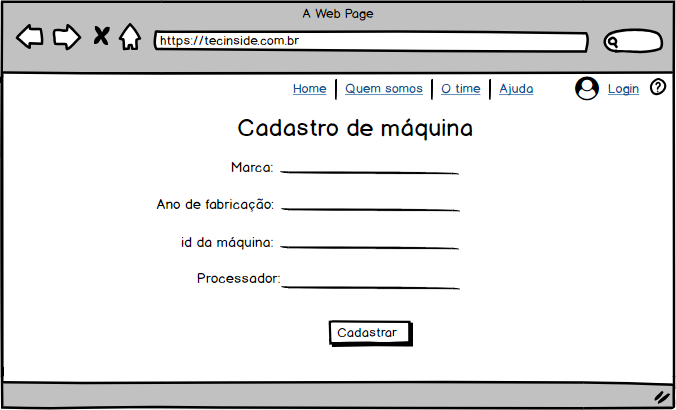 A Web Page
https://tecinside.com.br
Home Quem somos O time Ajuda Login ?
Cadastro de máquina
Marca:
Ano de fabricação:
id da máquina:
Processador:
Cadastrar